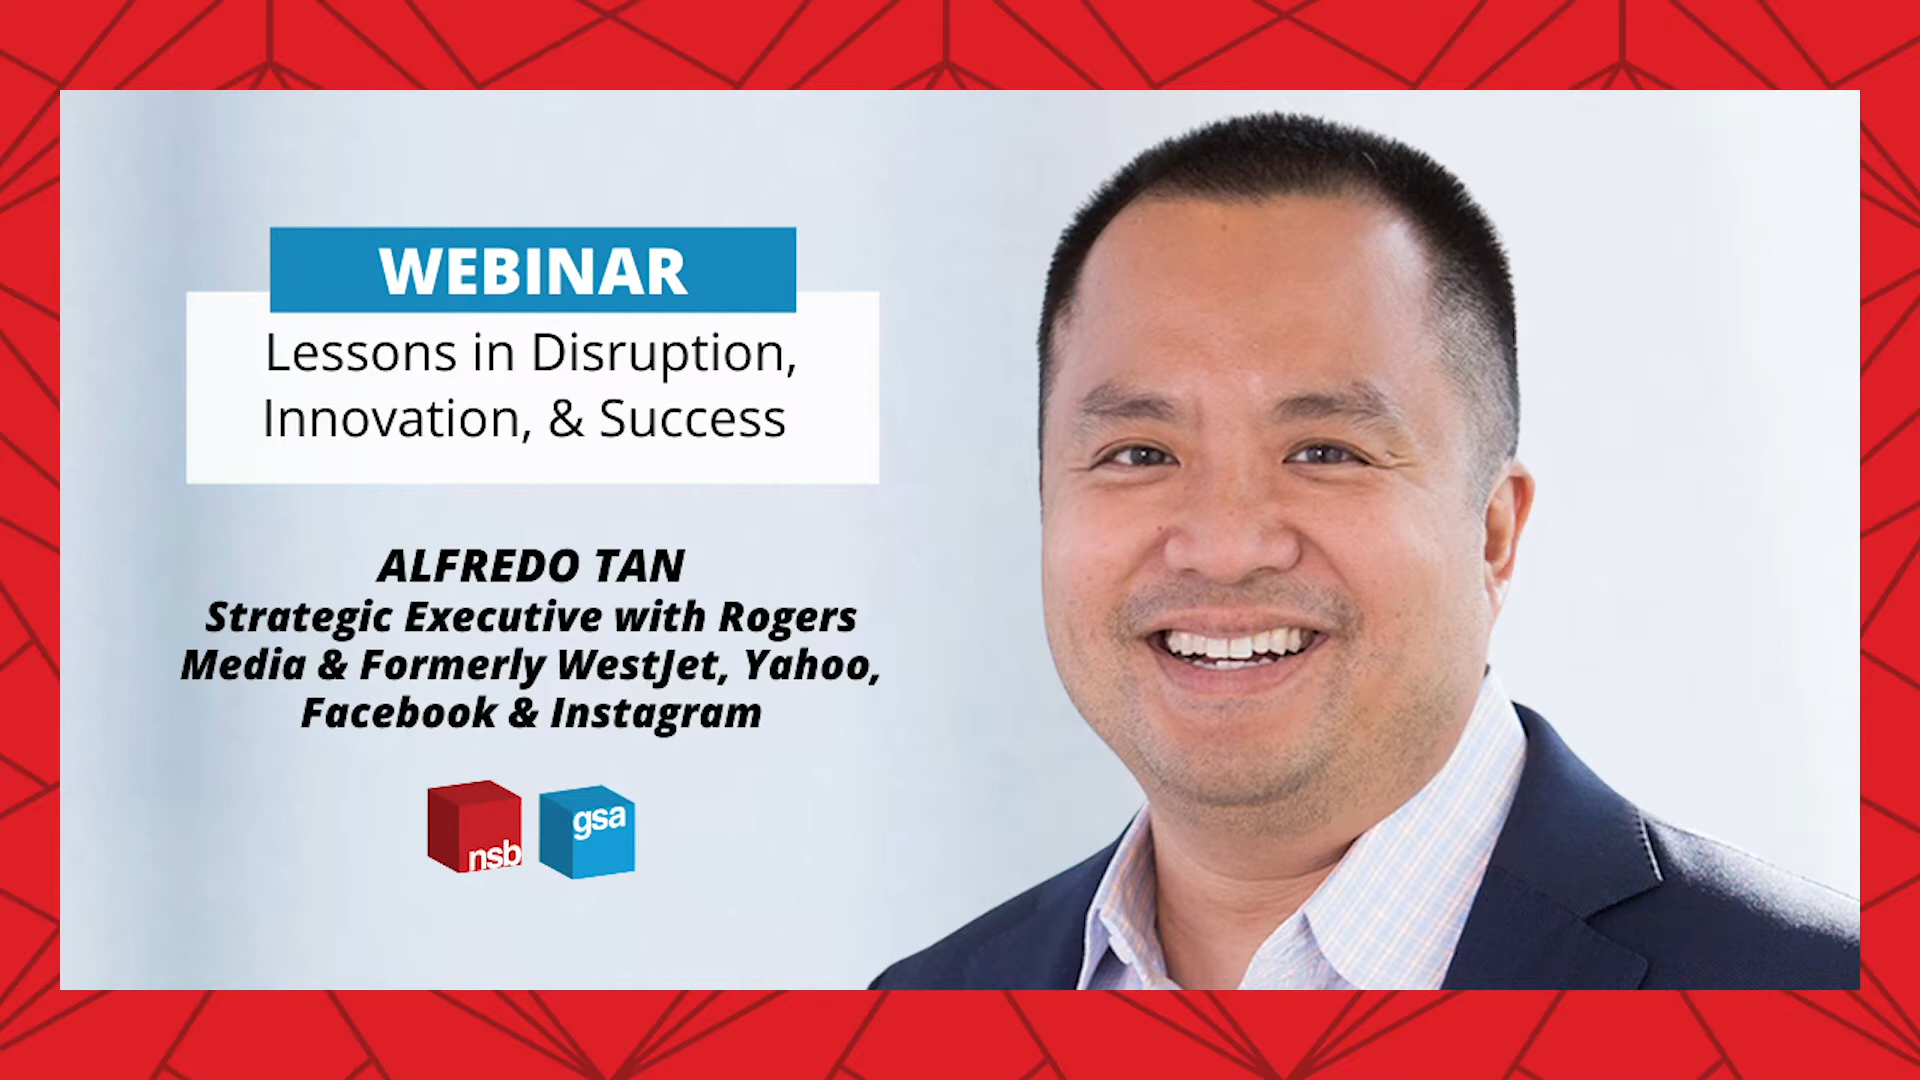 WEBINAR
Lessons in Disruption,
Innovation, & Success
ALFREDO TAN
Strategic Executive with Rogers
Media & Formerly WestJet, Yahoo,
Facebook & Instagram
nsb
gsa